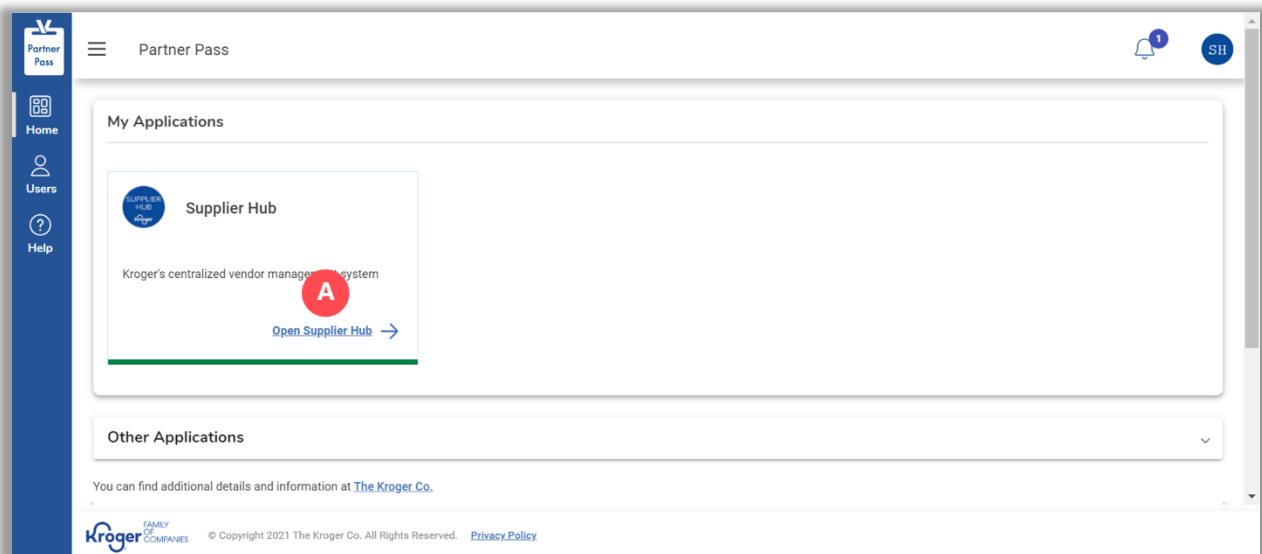 Partner
Pass
Partner Pass
1
SH
Home
Users
Help
My Applications
SUPPLIER
HUB
Kroger
Supplier Hub
Kroger's centralized vendor management system
A
Open Supplier Hub
Other Applications
You can find additional details and information at The Kroger Co.
Kroger FAMILY
OF
COMPANIES
© Copyright 2021 The Kroger Co. All Rights Reserved. Privacy Policy